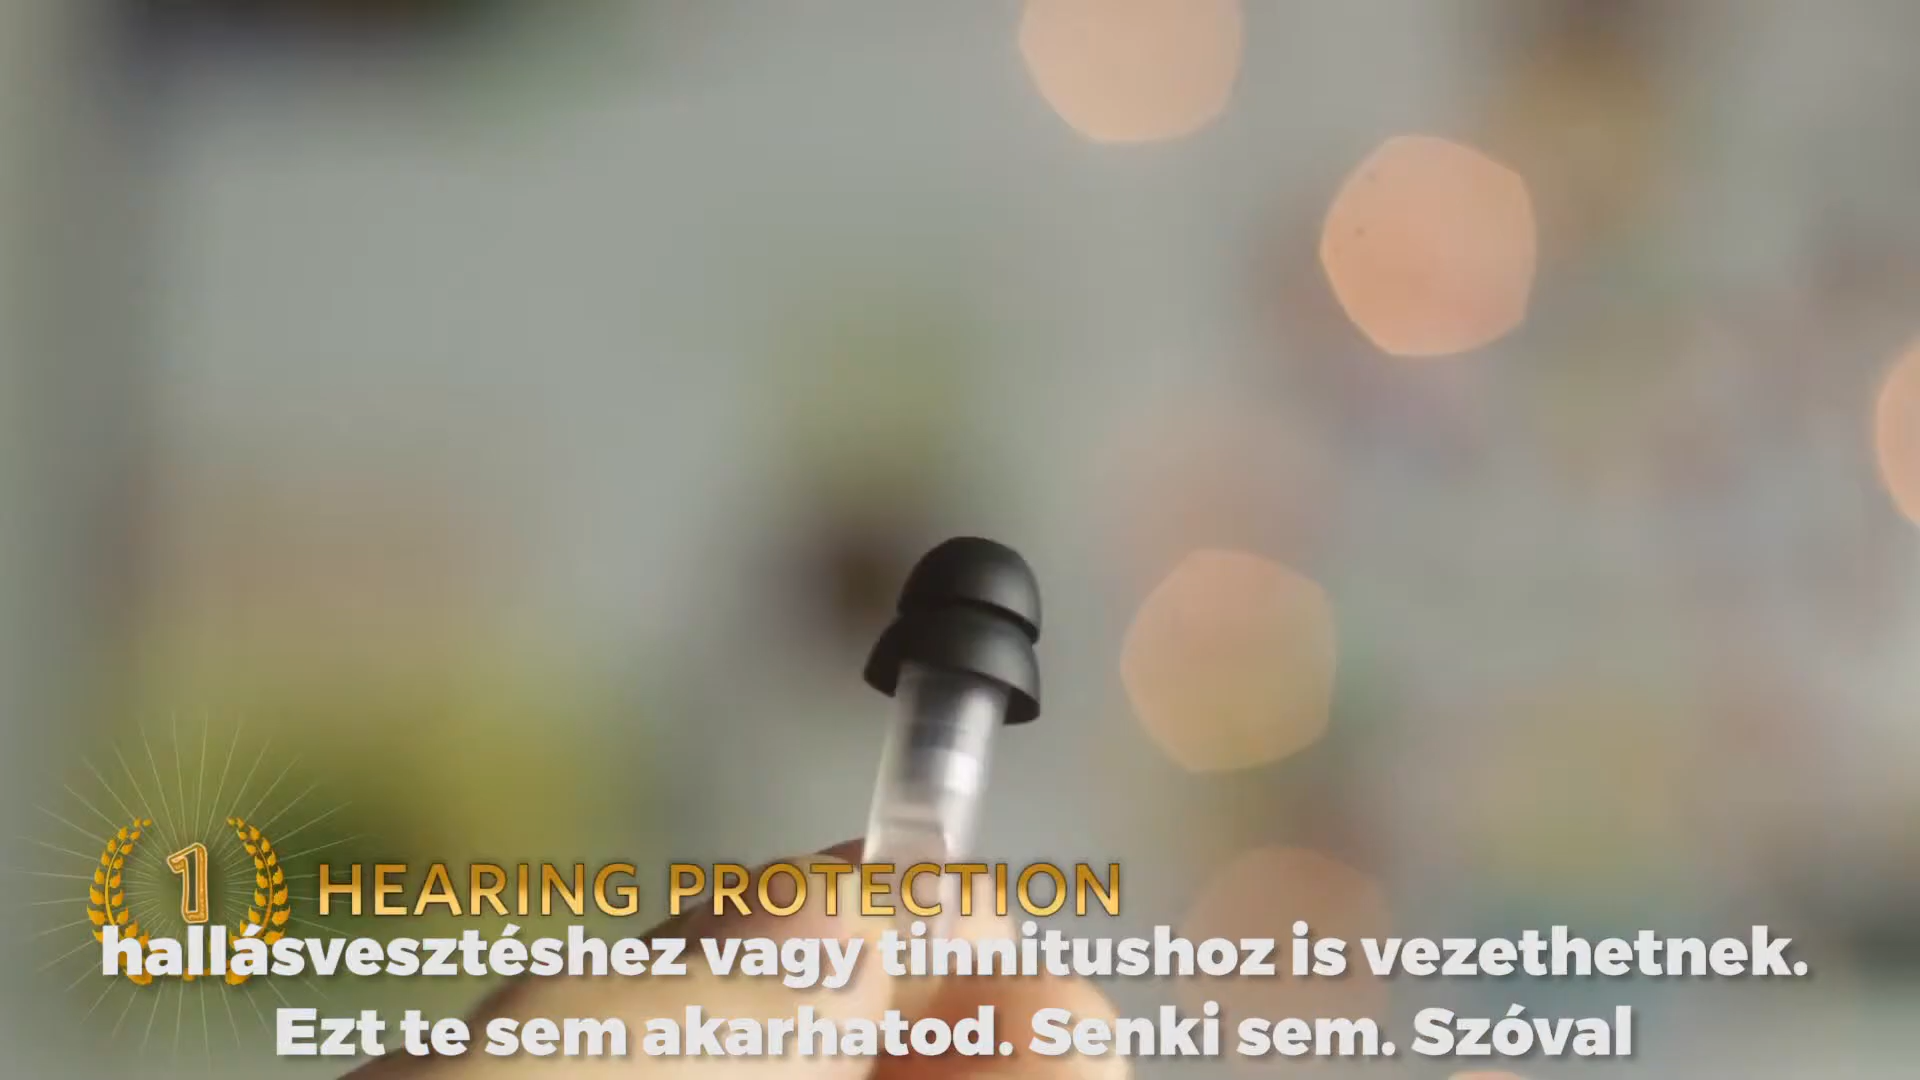 1 HEARING PROTECTION
hallásvesztéshez vagy tinnitushoz is vezethetnek.
Ezt te sem akarhatod. Senki sem. Szóval